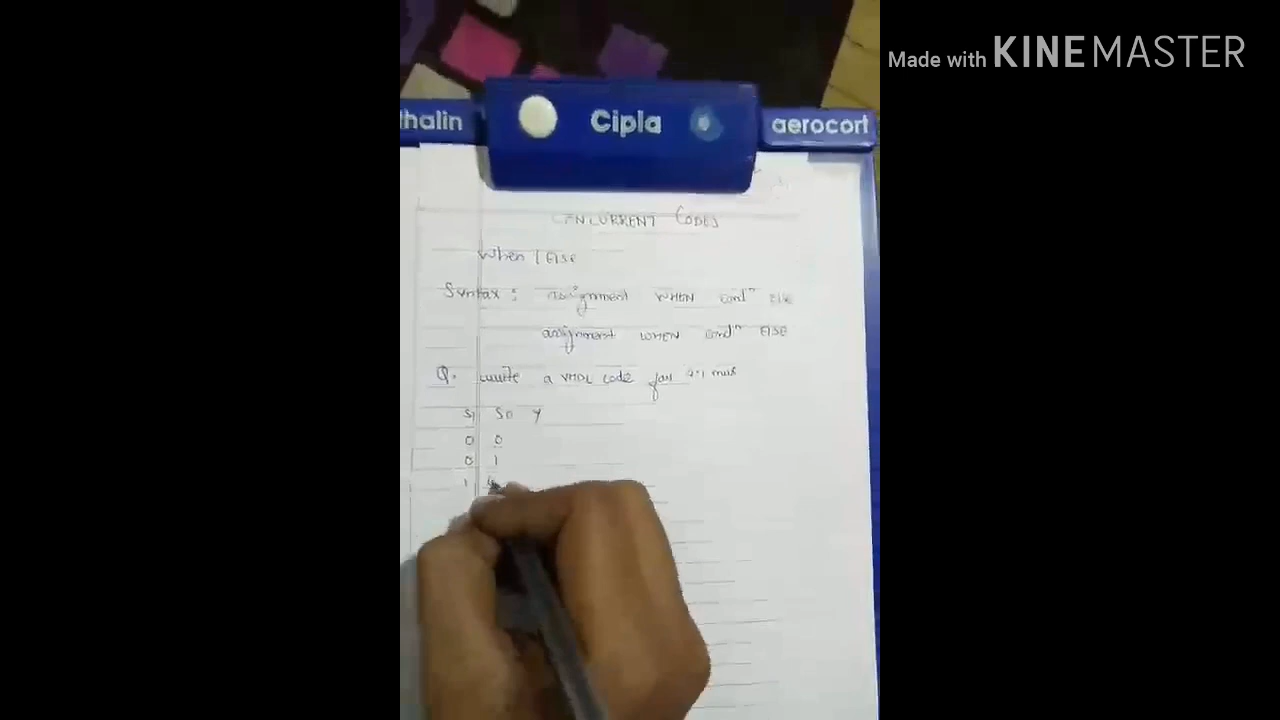 Made with KINEMASTER
thalin Cipla aerocort
CONCURRENT CODES
When / ELSE
Syntax : assignment WHEN condⁿ ELSE
assignment WHEN condⁿ ELSE
Q. write a VHDL code for 4:1 mux
S1 S0 Y
0 0
0 1
1